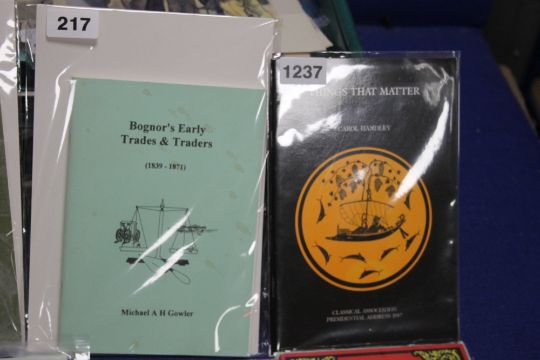 217
Bognor's Early
Trades & Traders
(1839 - 1871)
Michael A H Gowler
1237
THINGS THAT MATTER
CAROL HANDLEY
CLASSICAL ASSOCIATION
PRESIDENTIAL ADDRESS 1997